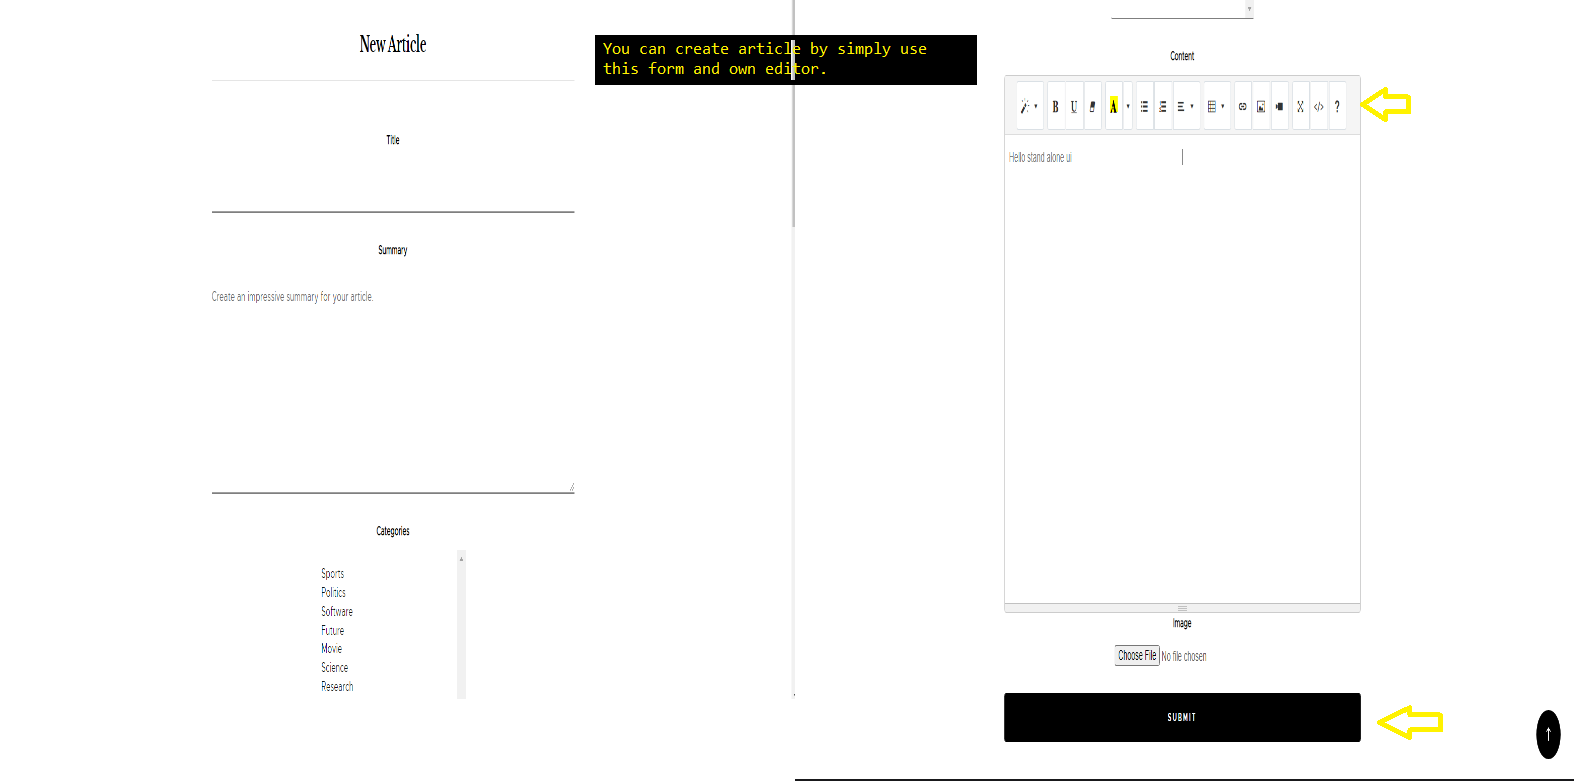 New Article
Title
Summary
Create an impressive summary for your article.
Categories
Sports
Politics
Software
Future
Movie
Science
Research
You can create article by simply use
this form and own editor.
Content
B U A A </> ?
Hello stand alone ui
Image
Choose File No file chosen
SUBMIT
↑